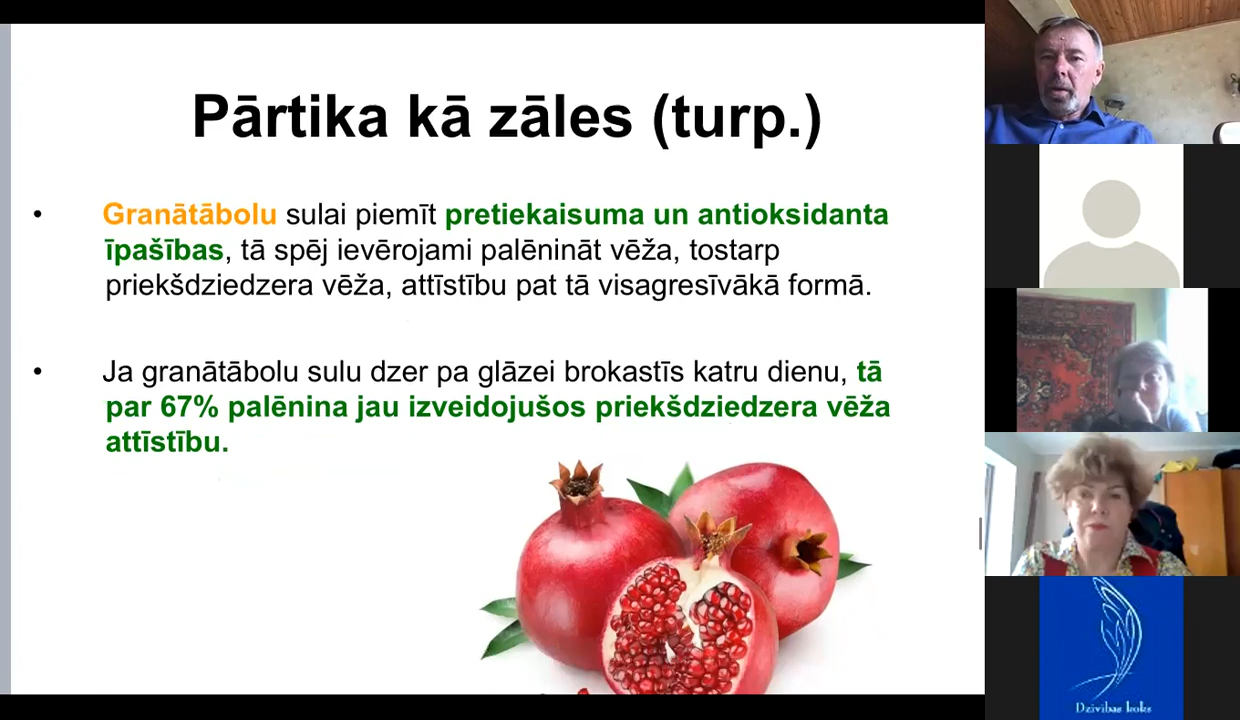 Pārtika kā zāles (turp.)
• Granātābolu sulai piemīt pretiekaisuma un antioksidanta
īpašības, tā spēj ievērojami palēnināt vēža, tostarp
priekšdziedzera vēža, attīstību pat tā visagresīvākā formā.
• Ja granātābolu sulu dzer pa glāzei brokastīs katru dienu, tā
par 67% palēnina jau izveidojušos priekšdziedzera vēža
attīstību.
Dzīvības koks